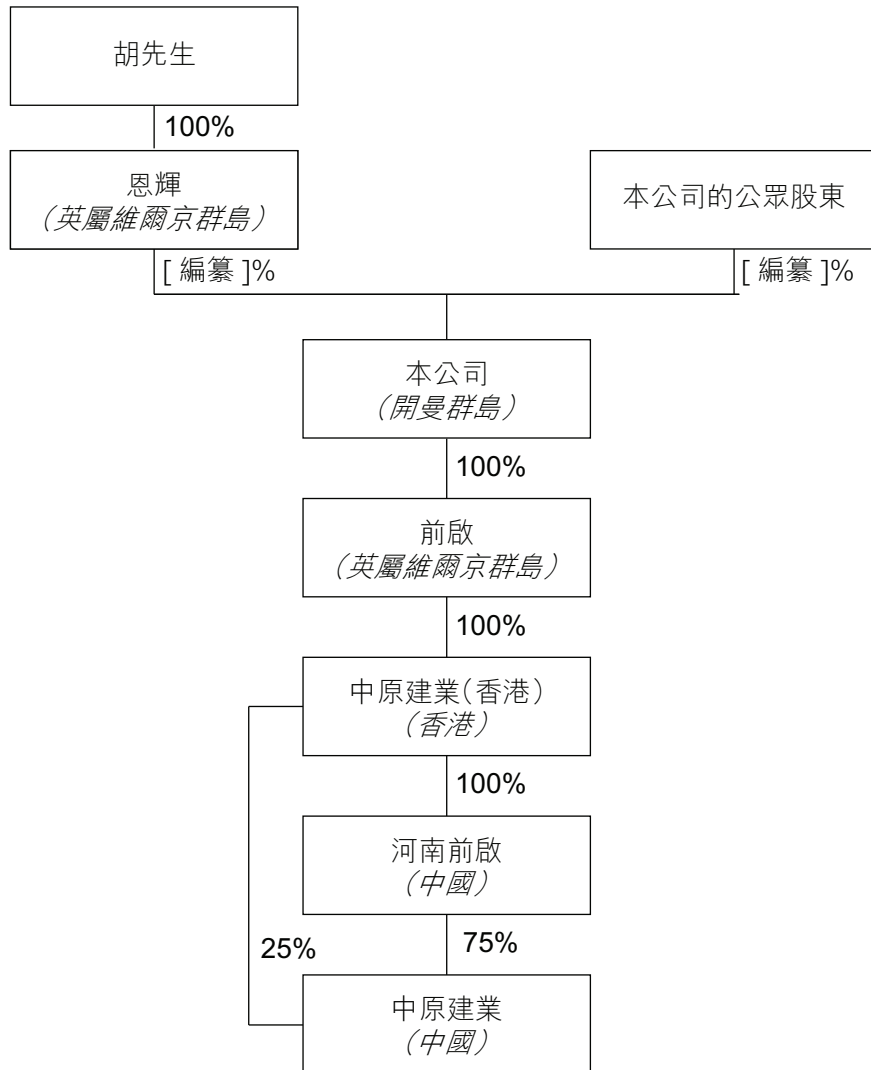 胡先生
100%
恩輝
（英屬維爾京群島）
本公司的公眾股東
[ 編纂 ]%
[ 編纂 ]%
本公司
（開曼群島）
100%
前啟
（英屬維爾京群島）
100%
中原建業（香港）
（香港）
100%
河南前啟
（中國）
25%
75%
中原建業
（中國）